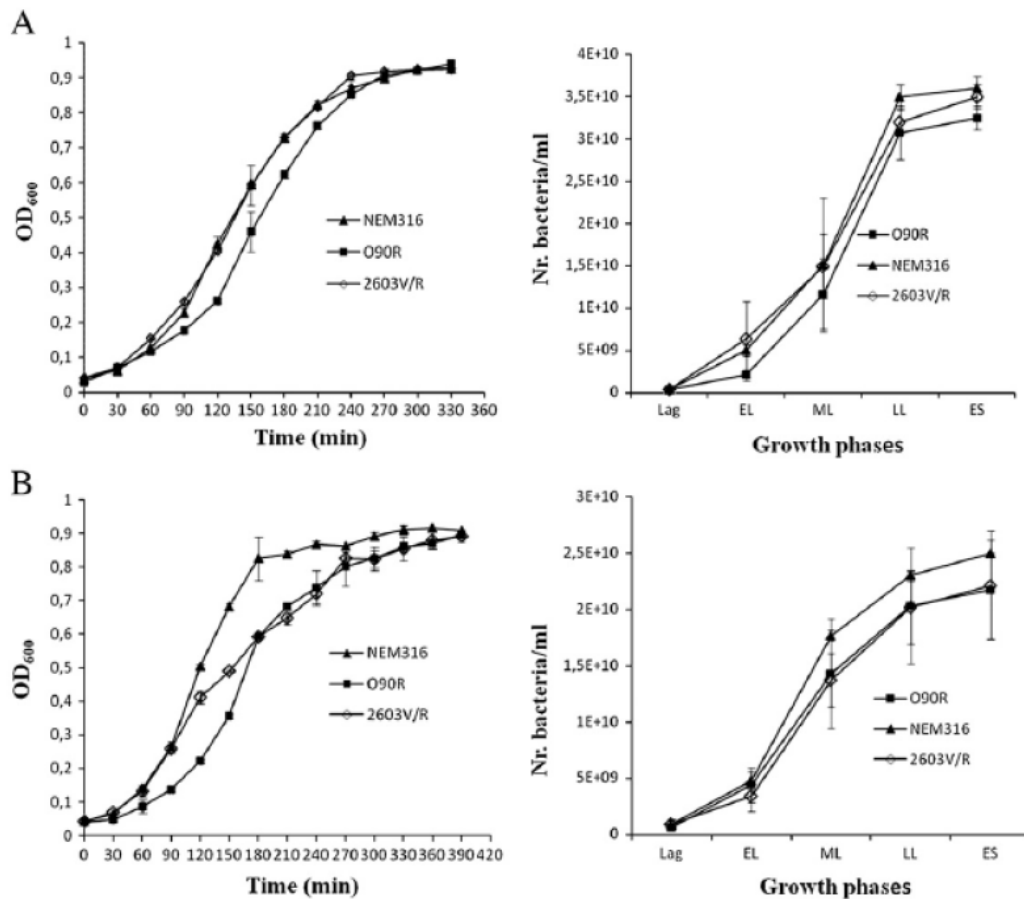 A
OD600
1
0,9
0,8
0,7
0,6
0,5
0,4
0,3
0,2
0,1
0
NEM316
O90R
2603V/R
0 30 60 90 120 150 180 210 240 270 300 330 360
Time (min)
Nr. bacteria/ml
4E+10
3,5E+10
3E+10
2,5E+10
2E+10
1,5E+10
1E+10
5E+09
0
O90R
NEM316
2603V/R
Lag EL ML LL ES
Growth phases
B
OD600
1
0,9
0,8
0,7
0,6
0,5
0,4
0,3
0,2
0,1
0
NEM316
O90R
2603V/R
0 30 60 90 120 150 180 210 240 270 300 330 360 390 420
Time (min)
Nr. bacteria/ml
3E+10
2,5E+10
2E+10
1,5E+10
1E+10
5E+09
0
O90R
NEM316
2603V/R
Lag EL ML LL ES
Growth phases